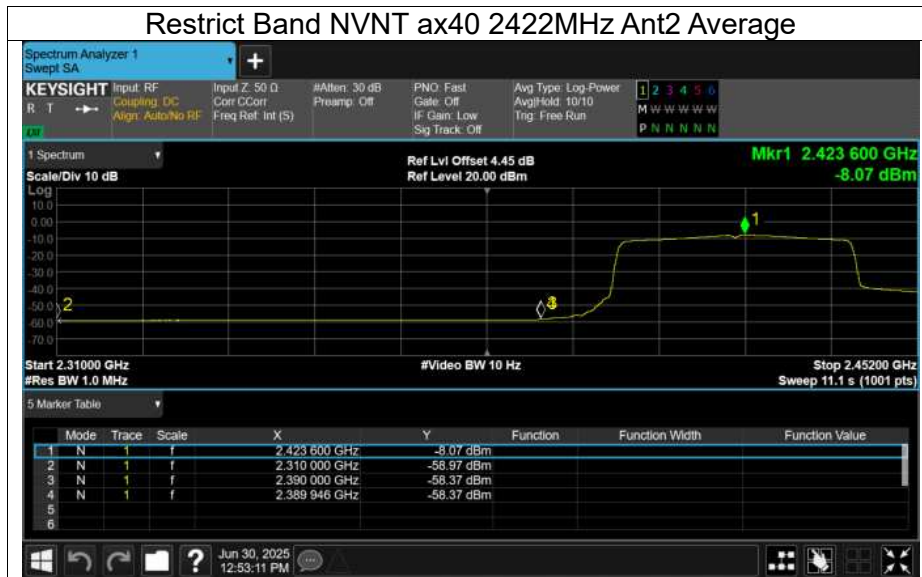 Restrict Band NVNT ax40 2422MHz Ant2 Average
Spectrum Analyzer 1
Swept SA
+
KEYSIGHT
R T
Input: RF
Coupling: DC
Align: Auto/No RF
Input Z: 50 Ω
Corr CCorr
Freq Ref: Int (S)
#Atten: 30 dB
Preamp: Off
PNO: Fast
Gate: Off
IF Gain: Low
Sig Track: Off
Avg Type: Log-Power
Avg|Hold: 10/10
Trig: Free Run
1 2 3 4 5 6
M W W W W W
P N N N N N
1 Spectrum
Scale/Div 10 dB
Ref Lvl Offset 4.45 dB
Ref Level 20.00 dBm
Mkr1 2.423 600 GHz
-8.07 dBm
Log
10.0
0.00
-10.0
-20.0
-30.0
-40.0
-50.0
-60.0
-70.0
1
2
Start 2.31000 GHz
#Res BW 1.0 MHz
#Video BW 10 Hz
Stop 2.45200 GHz
Sweep 11.1 s (1001 pts)
5 Marker Table
Mode Trace Scale X Y Function Function Width Function Value
1 N 1 f 2.423 600 GHz -8.07 dBm
2 N 1 f 2.310 000 GHz -58.97 dBm
3 N 1 f 2.390 000 GHz -58.37 dBm
4 N 1 f 2.389 946 GHz -58.37 dBm
5
6
?
Jun 30, 2025
12:53:11 PM